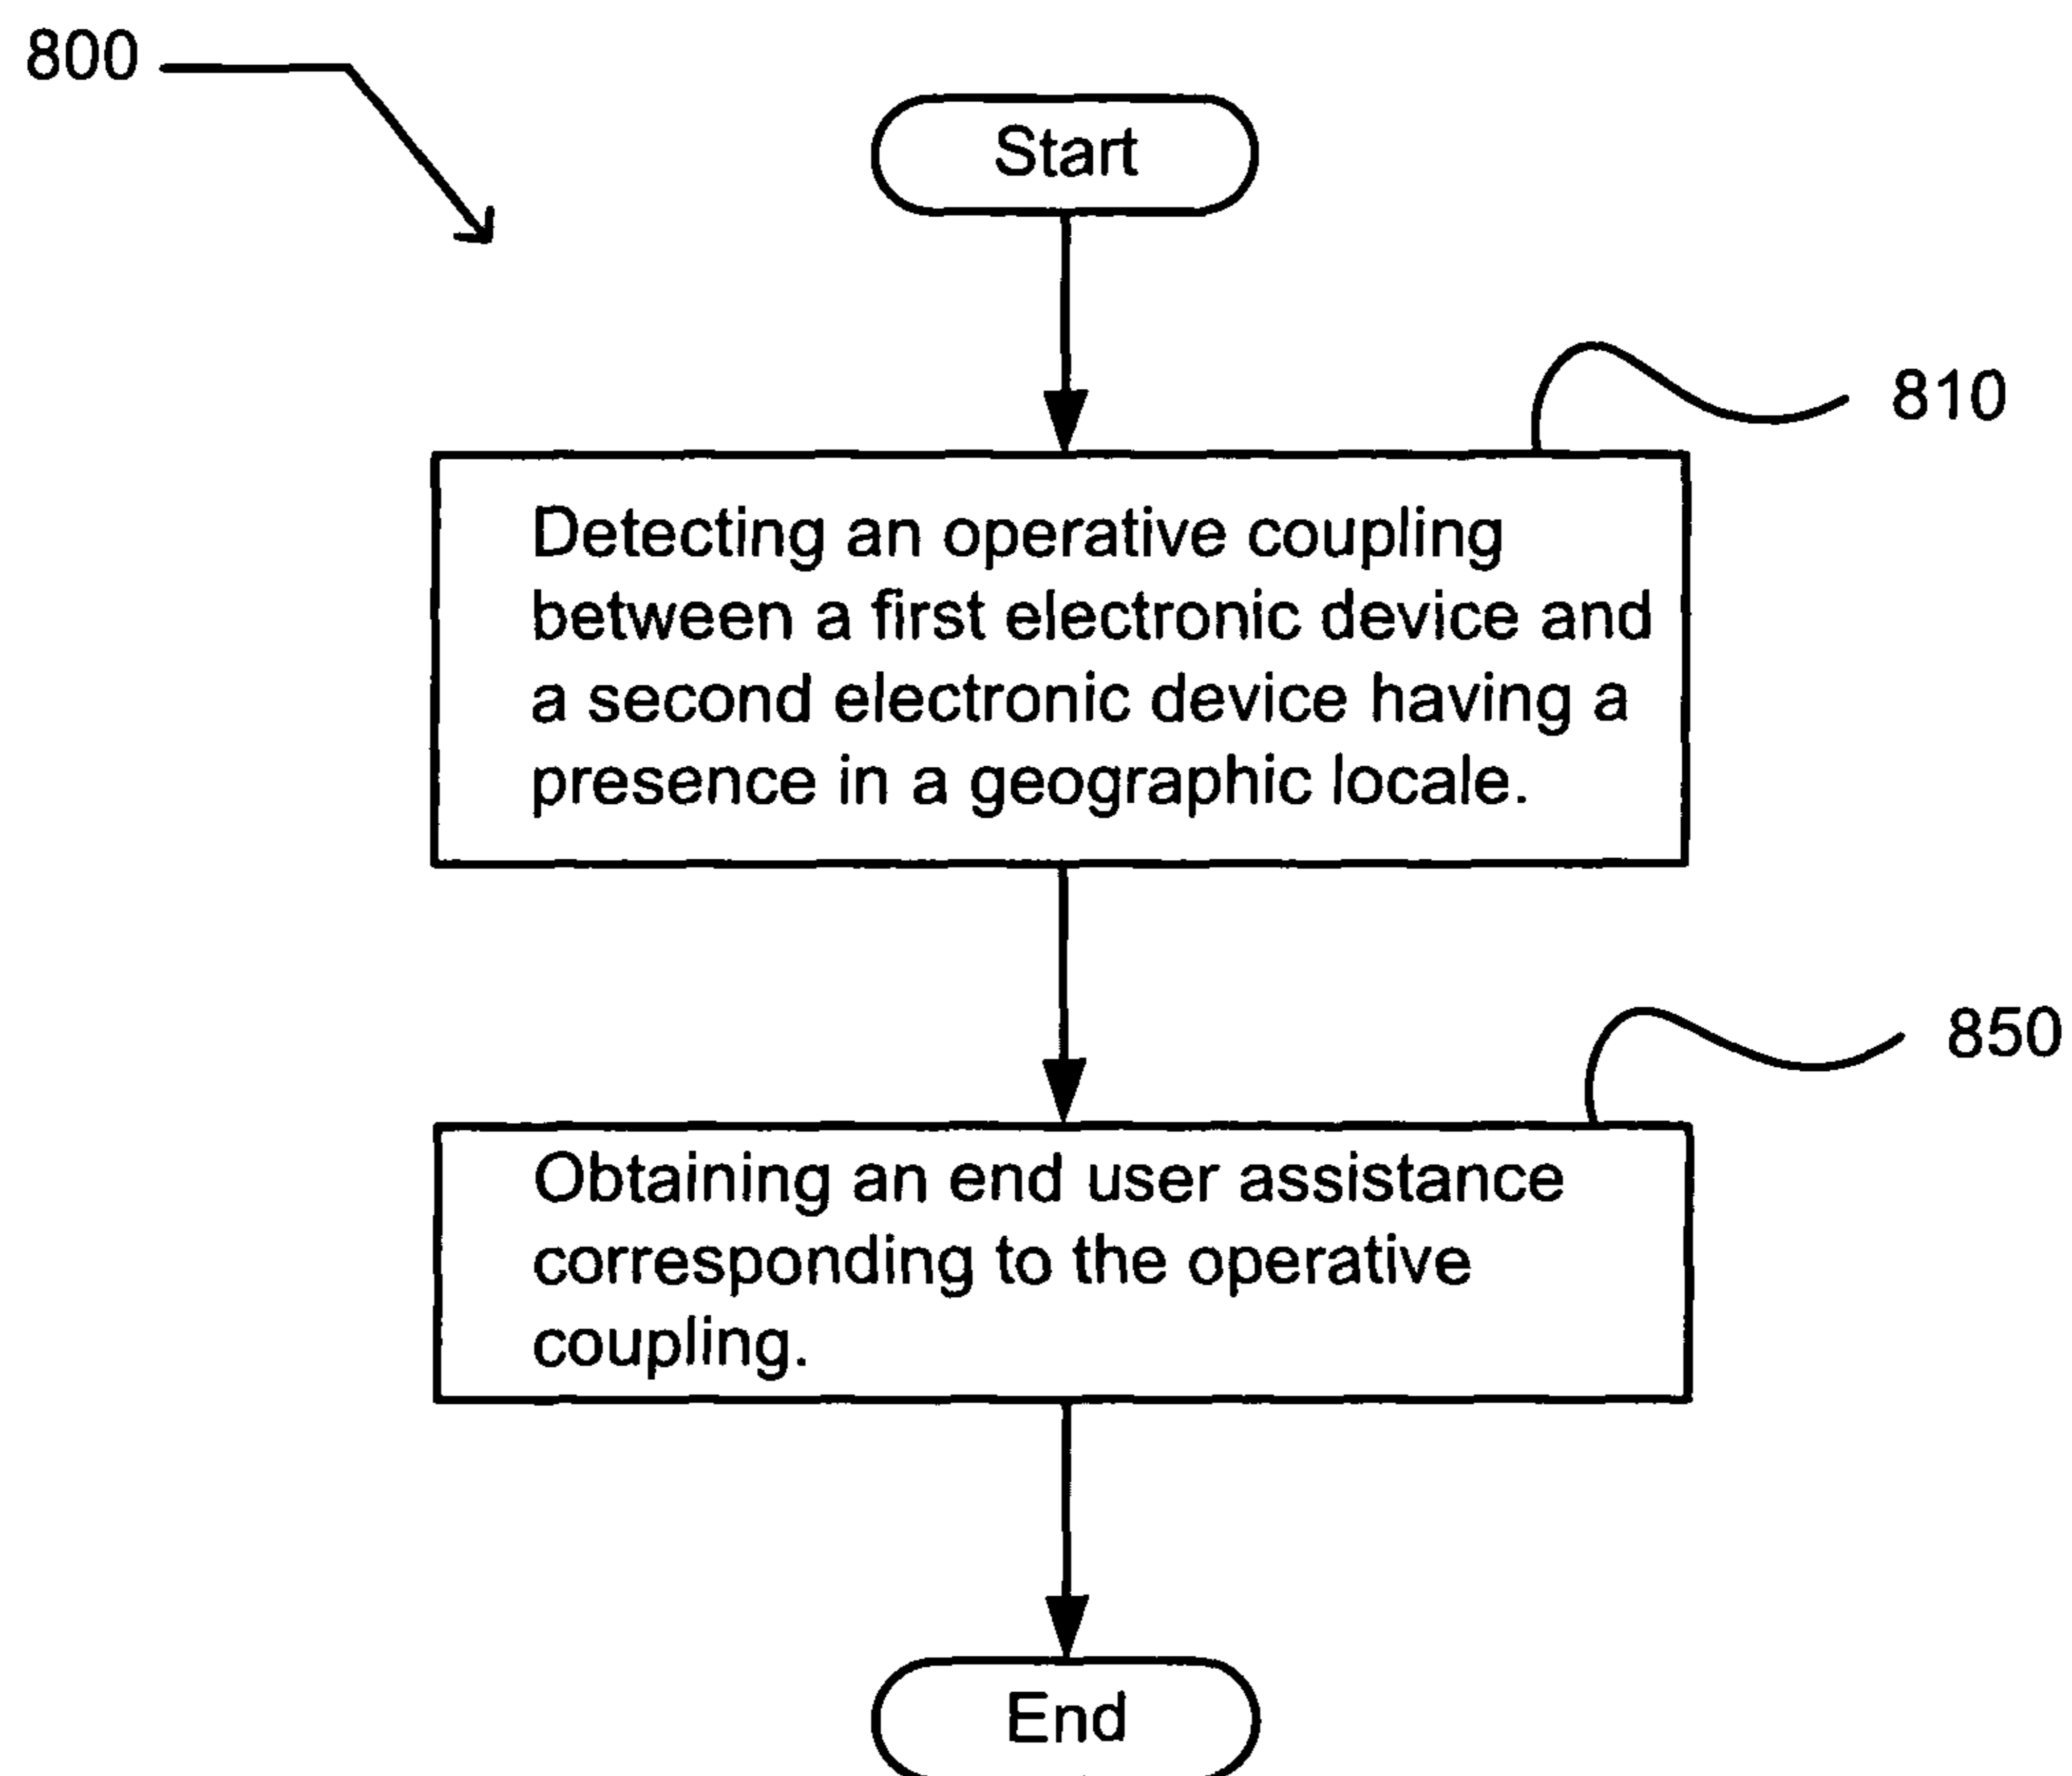 800
Start
810
Detecting an operative coupling
between a first electronic device and
a second electronic device having a
presence in a geographic locale.
850
Obtaining an end user assistance
corresponding to the operative
coupling.
End